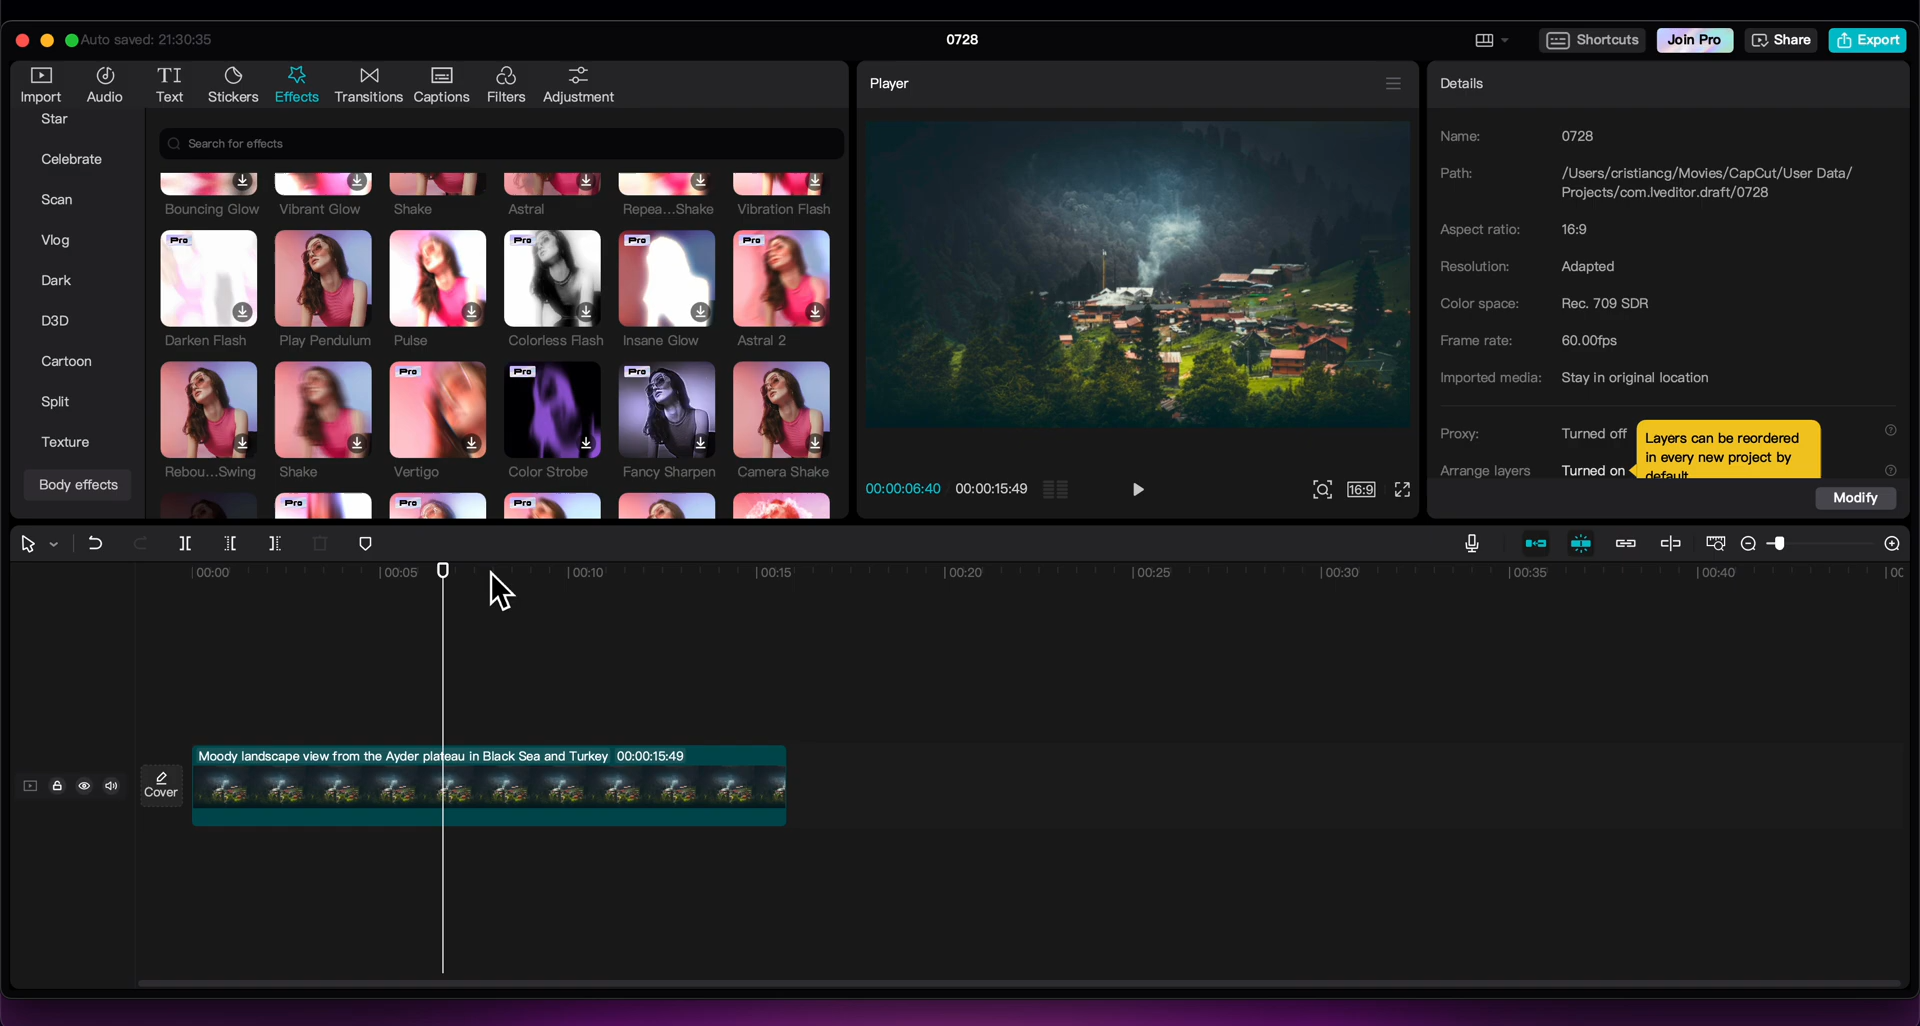 Auto saved: 21:30:35
0728
Shortcuts
Join Pro
Share
Export
Import
Audio
TI
Text
Stickers
Effects
Transitions
Captions
Filters
Adjustment
Star
Celebrate
Scan
Vlog
Dark
D3D
Cartoon
Split
Texture
Body effects
Search for effects
Bouncing Glow
Vibrant Glow
Shake
Astral
Repea...Shake
Vibration Flash
Pro
Pro
Pro
Pro
Darken Flash
Play Pendulum
Pulse
Colorless Flash
Insane Glow
Astral 2
Pro
Pro
Pro
Rebou...Swing
Shake
Vertigo
Color Strobe
Fancy Sharpen
Camera Shake
Pro
Pro
Pro
Player
00:00:06:40
00:00:15:49
16:9
Details
Name:
0728
Path:
/Users/cristiancg/Movies/CapCut/User Data/
Projects/com.lveditor.draft/0728
Aspect ratio:
16:9
Resolution:
Adapted
Color space:
Rec. 709 SDR
Frame rate:
60.00fps
Imported media:
Stay in original location
Proxy:
Turned off
Arrange layers
Turned on
Layers can be reordered
in every new project by
default
Modify
00:00
00:05
00:10
00:15
00:20
00:25
00:30
00:35
00:40
Cover
Moody landscape view from the Ayder plateau in Black Sea and Turkey 00:00:15:49